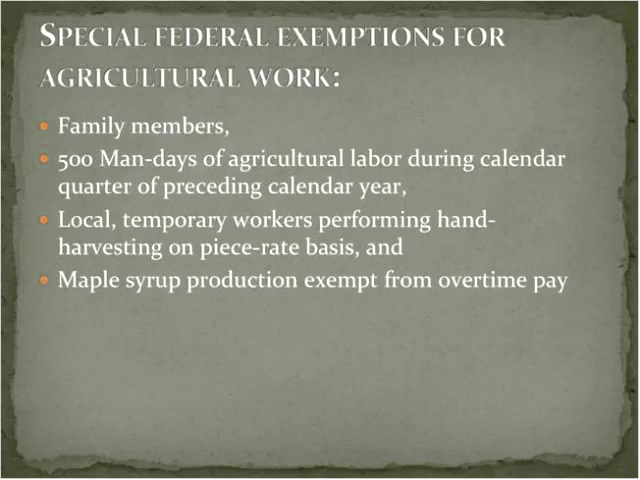 Special federal exemptions for
agricultural work:
• Family members,
• 500 Man-days of agricultural labor during calendar
quarter of preceding calendar year,
• Local, temporary workers performing hand-
harvesting on piece-rate basis, and
• Maple syrup production exempt from overtime pay